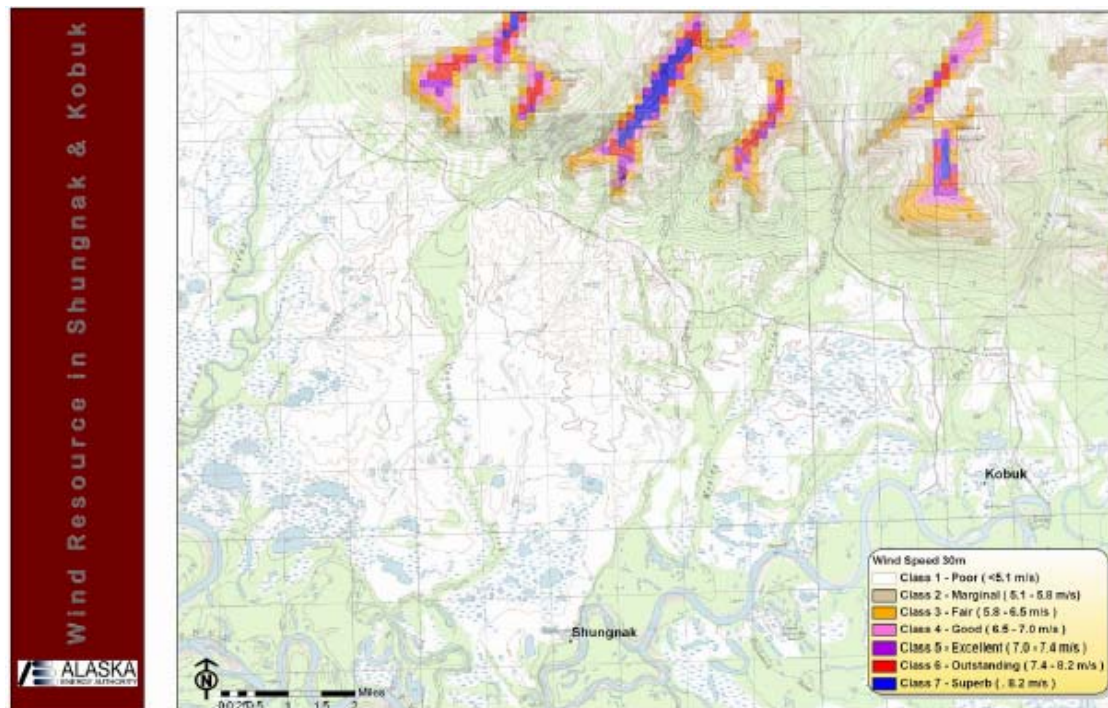 Wind Resource in Shungnak & Kobuk
ALASKA
ENERGY AUTHORITY
Kobuk
Shungnak
N
Miles
Wind Speed 30m
Class 1 - Poor ( <5.1 m/s)
Class 2 - Marginal ( 5.1 - 5.8 m/s)
Class 3 - Fair ( 5.8 - 6.5 m/s )
Class 4 - Good ( 6.5 - 7.0 m/s )
Class 5 - Excellent ( 7.0 - 7.4 m/s )
Class 6 - Outstanding ( 7.4 - 8.2 m/s )
Class 7 - Superb ( . 8.2 m/s )